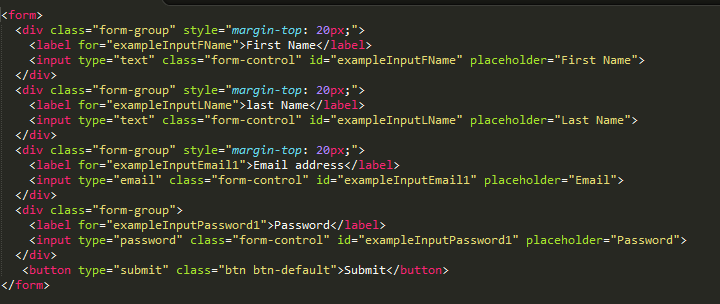 <form>
<div class="form-group" style="margin-top: 20px;">
<label for="exampleInputFName">First Name</label>
<input type="text" class="form-control" id="exampleInputFName" placeholder="First Name">
</div>
<div class="form-group" style="margin-top: 20px;">
<label for="exampleInputLName">last Name</label>
<input type="text" class="form-control" id="exampleInputLName" placeholder="Last Name">
</div>
<div class="form-group" style="margin-top: 20px;">
<label for="exampleInputEmail1">Email address</label>
<input type="email" class="form-control" id="exampleInputEmail1" placeholder="Email">
</div>
<div class="form-group">
<label for="exampleInputPassword1">Password</label>
<input type="password" class="form-control" id="exampleInputPassword1" placeholder="Password">
</div>
<button type="submit" class="btn btn-default">Submit</button>
</form>